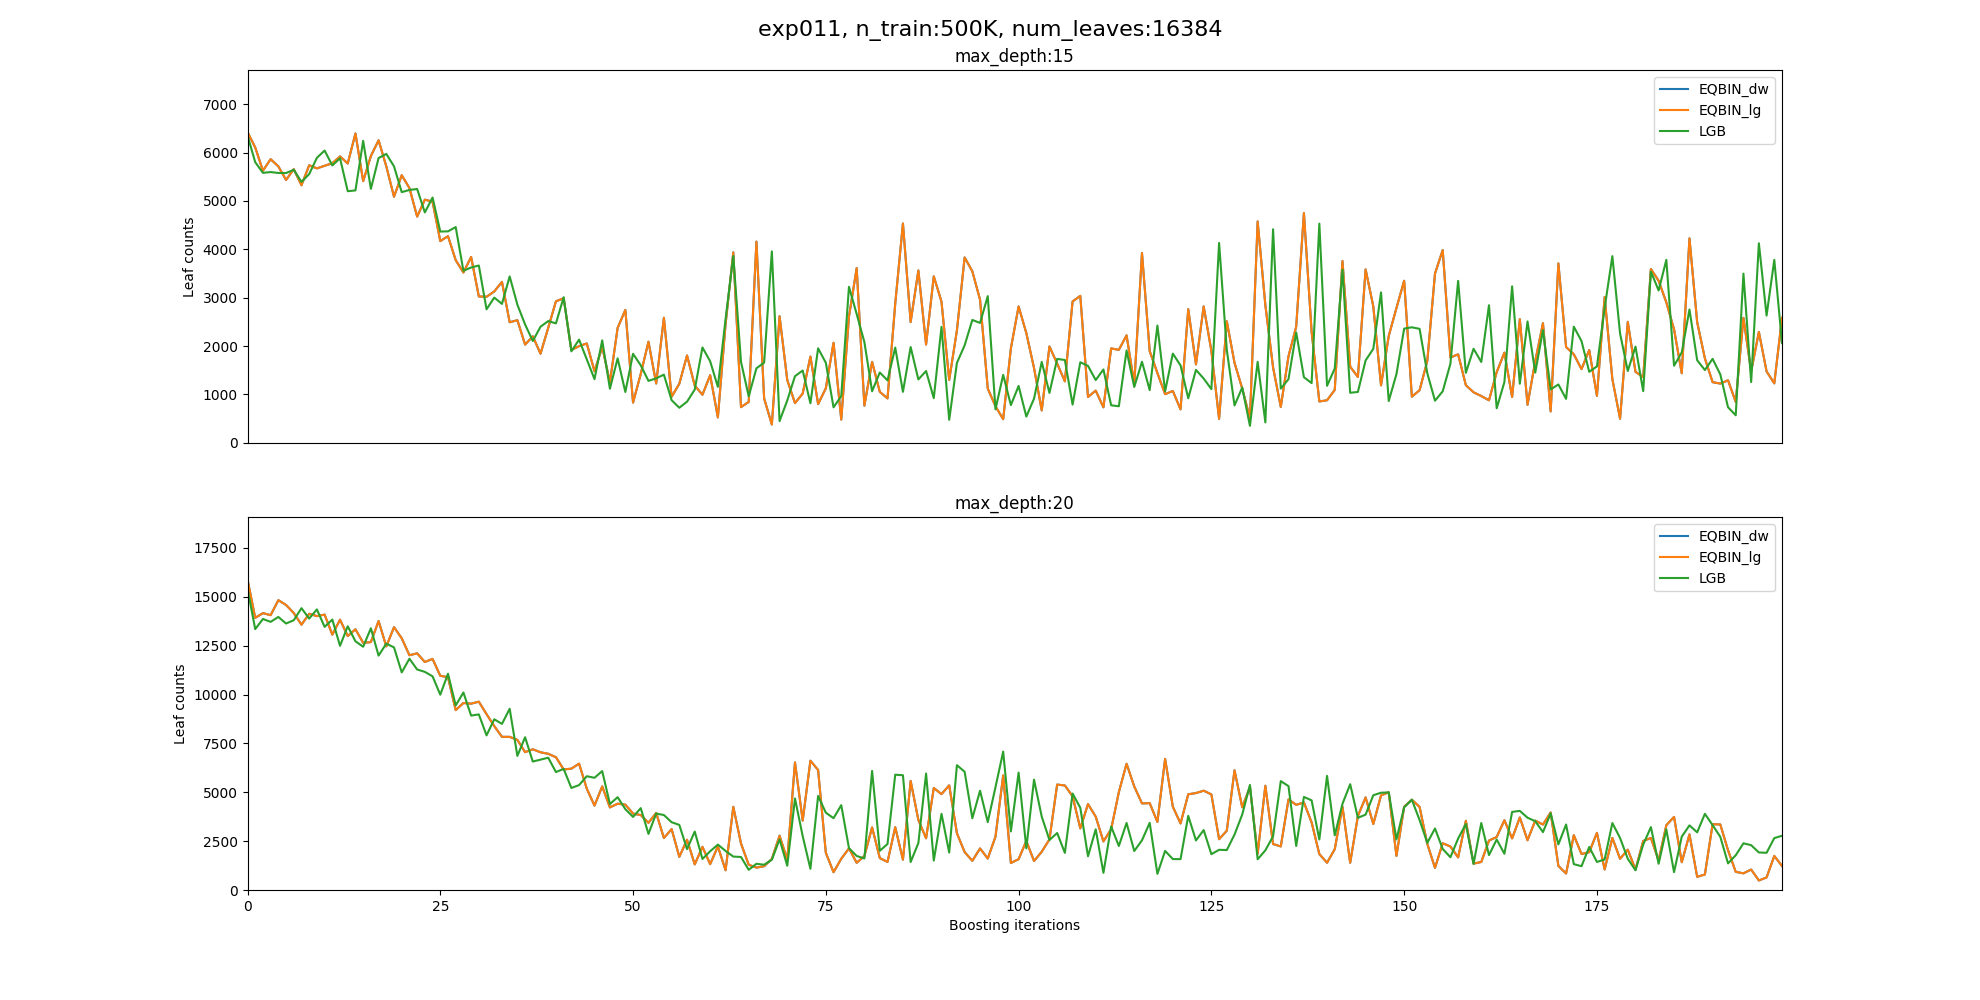 exp011, n_train:500K, num_leaves:16384
max_depth:15
7000
6000
5000
4000
3000
2000
1000
0
Leaf counts
EQBIN_dw
EQBIN_lg
LGB
max_depth:20
17500
15000
12500
10000
7500
5000
2500
0
Leaf counts
EQBIN_dw
EQBIN_lg
LGB
0 25 50 75 100 125 150 175
Boosting iterations